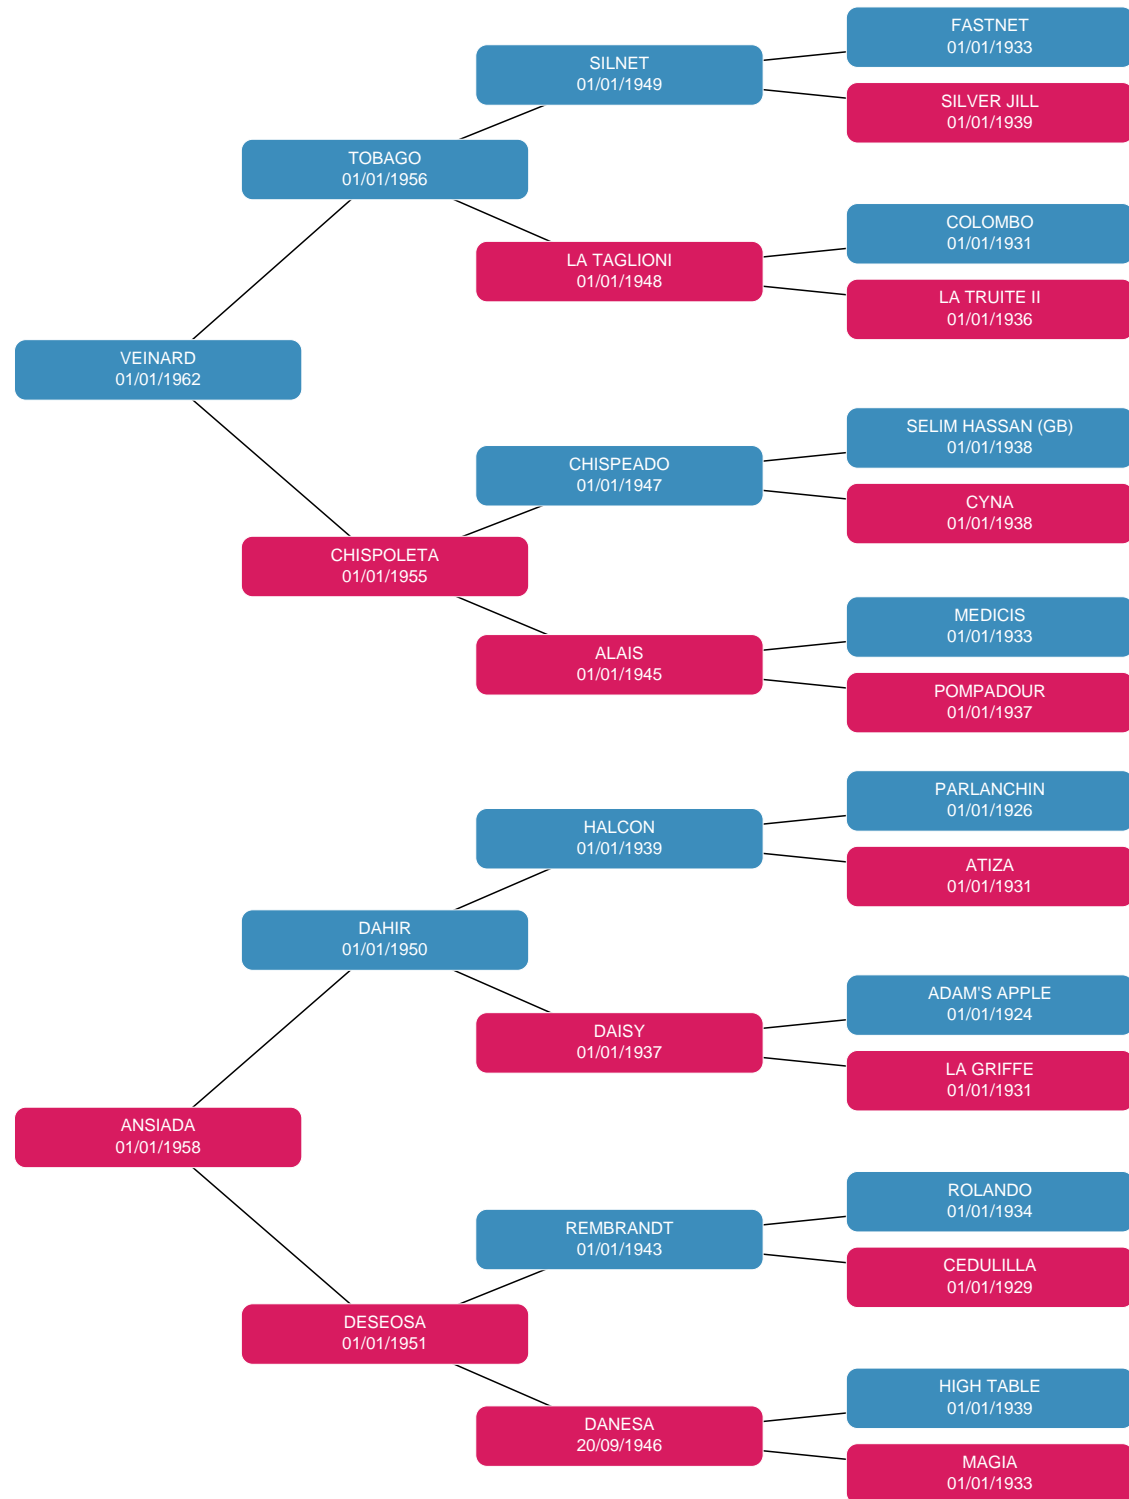 FASTNET
01/01/1933
SILNET
01/01/1949
SILVER JILL
01/01/1939
TOBAGO
01/01/1956
COLOMBO
01/01/1931
LA TAGLIONI
01/01/1948
LA TRUITE II
01/01/1936
VEINARD
01/01/1962
SELIM HASSAN (GB)
01/01/1938
CHISPEADO
01/01/1947
CYNA
01/01/1938
CHISPOLETA
01/01/1955
MEDICIS
01/01/1933
ALAIS
01/01/1945
POMPADOUR
01/01/1937
PARLANCHIN
01/01/1926
HALCON
01/01/1939
ATIZA
01/01/1931
DAHIR
01/01/1950
ADAM'S APPLE
01/01/1924
DAISY
01/01/1937
LA GRIFFE
01/01/1931
ANSIADA
01/01/1958
ROLANDO
01/01/1934
REMBRANDT
01/01/1943
CEDULILLA
01/01/1929
DESEOSA
01/01/1951
HIGH TABLE
01/01/1939
DANESA
20/09/1946
MAGIA
01/01/1933